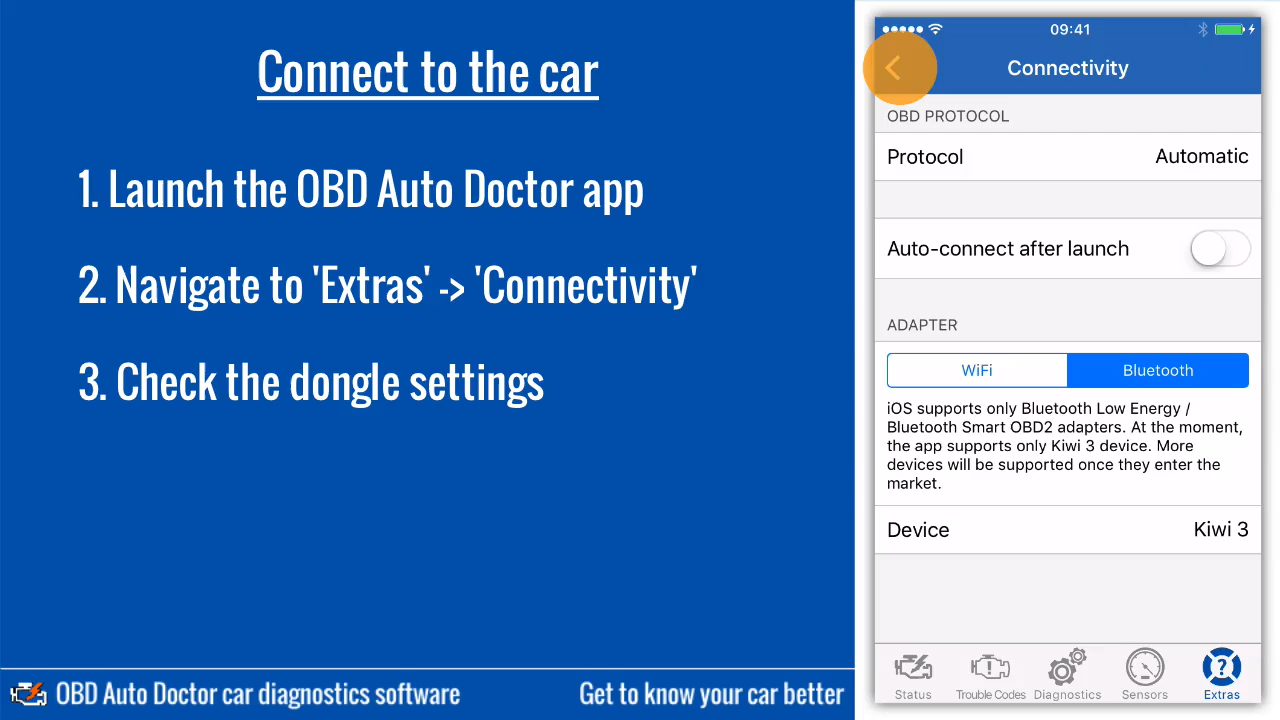 Connect to the car
1. Launch the OBD Auto Doctor app
2. Navigate to 'Extras' -> 'Connectivity'
3. Check the dongle settings
OBD Auto Doctor car diagnostics software
Get to know your car better
09:41
Connectivity
OBD PROTOCOL
Protocol Automatic
Auto-connect after launch
ADAPTER
WiFi Bluetooth
iOS supports only Bluetooth Low Energy /
Bluetooth Smart OBD2 adapters. At the moment,
the app supports only Kiwi 3 device. More
devices will be supported once they enter the
market.
Device Kiwi 3
Status Trouble Codes Diagnostics Sensors Extras